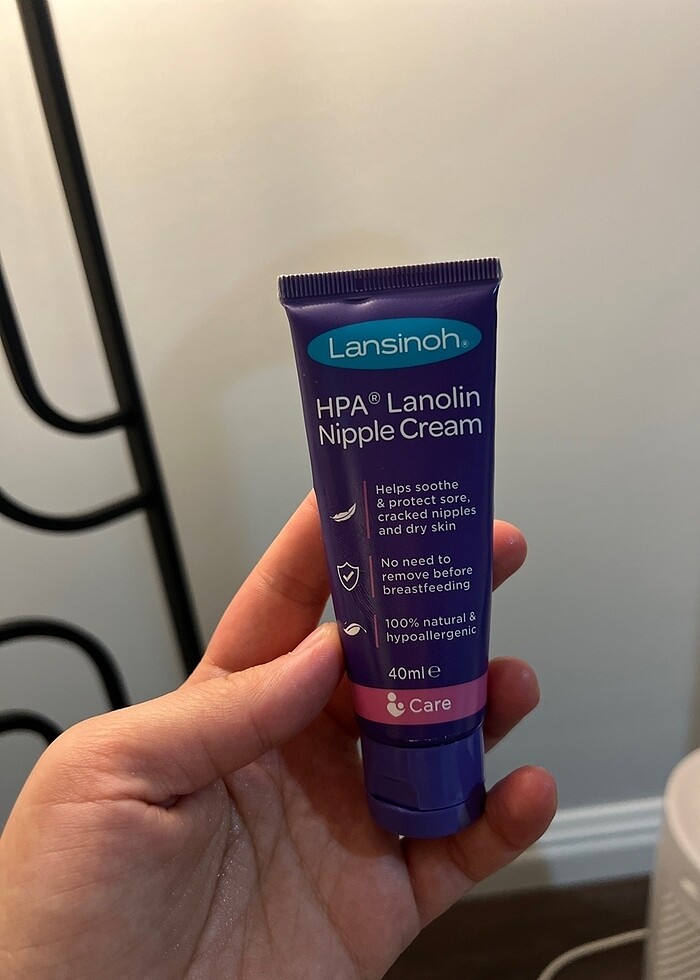 Lansinoh®
HPA® Lanolin
Nipple Cream
Helps soothe
& protect sore,
cracked nipples
and dry skin
No need to
remove before
breastfeeding
100% natural &
hypoallergenic
40ml ℮
Care